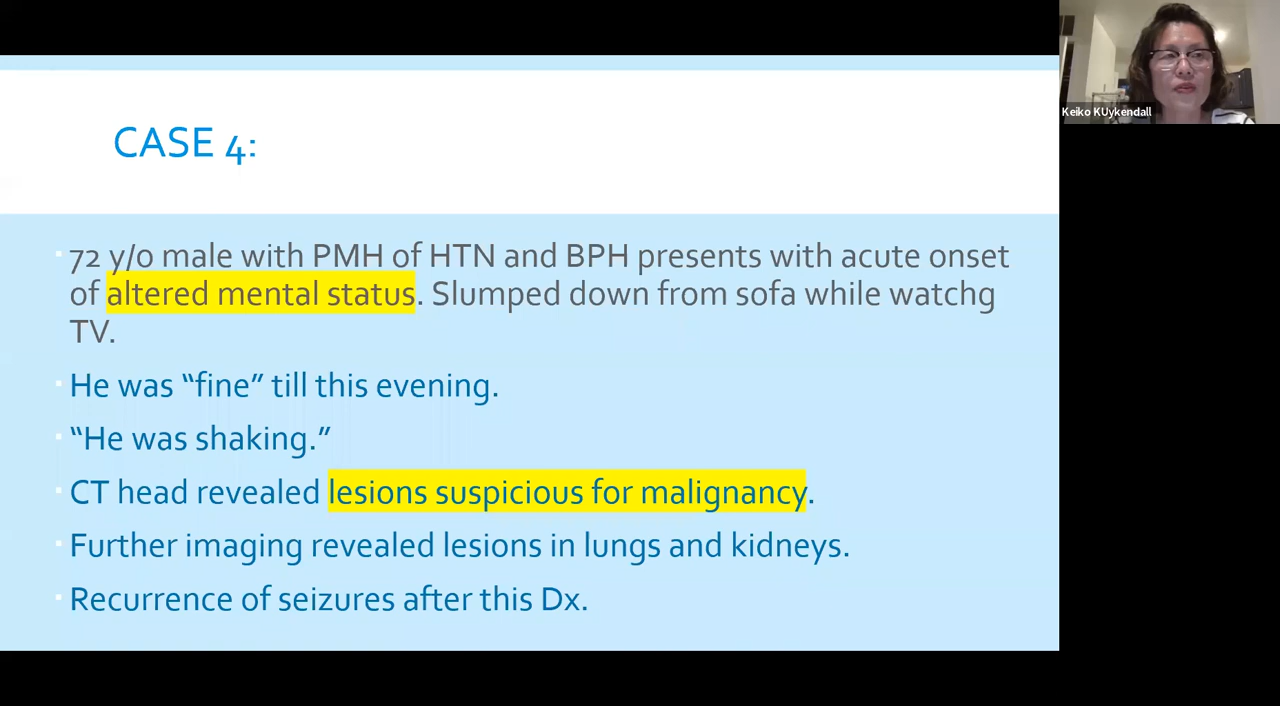 Keiko KUykendall
CASE 4:
72 y/o male with PMH of HTN and BPH presents with acute onset
of altered mental status. Slumped down from sofa while watchg
TV.
He was “fine” till this evening.
“He was shaking.”
CT head revealed lesions suspicious for malignancy.
Further imaging revealed lesions in lungs and kidneys.
Recurrence of seizures after this Dx.